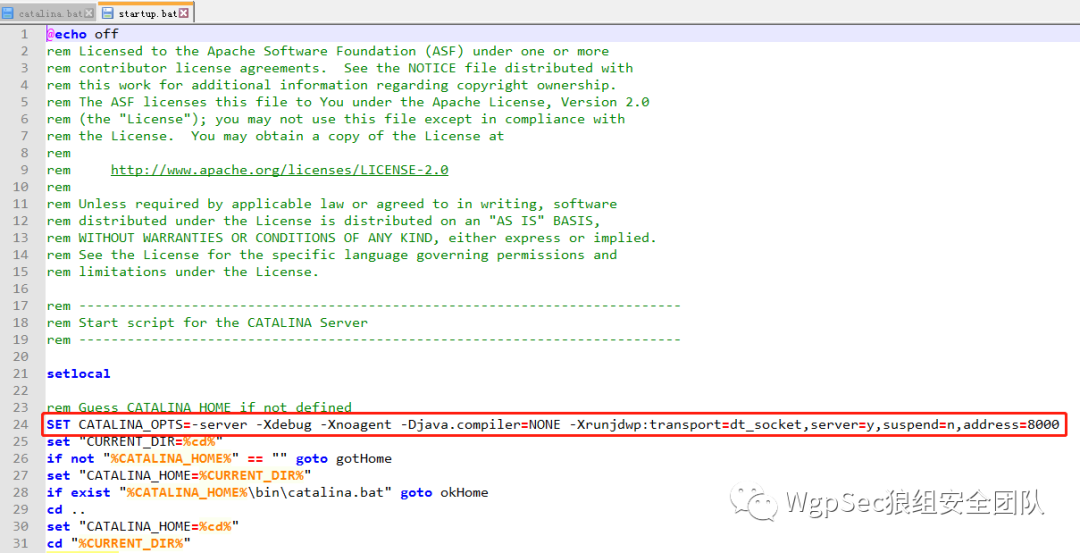 catalina.bat startup.bat
1 @echo off
2 rem Licensed to the Apache Software Foundation (ASF) under one or more
3 rem contributor license agreements.  See the NOTICE file distributed with
4 rem this work for additional information regarding copyright ownership.
5 rem The ASF licenses this file to You under the Apache License, Version 2.0
6 rem (the "License"); you may not use this file except in compliance with
7 rem the License.  You may obtain a copy of the License at
8 rem
9 rem     http://www.apache.org/licenses/LICENSE-2.0
10 rem
11 rem Unless required by applicable law or agreed to in writing, software
12 rem distributed under the License is distributed on an "AS IS" BASIS,
13 rem WITHOUT WARRANTIES OR CONDITIONS OF ANY KIND, either express or implied.
14 rem See the License for the specific language governing permissions and
15 rem limitations under the License.
16
17 rem ---------------------------------------------------------------------------
18 rem Start script for the CATALINA Server
19 rem ---------------------------------------------------------------------------
20
21 setlocal
22
23 rem Guess CATALINA_HOME if not defined
24 SET CATALINA_OPTS=-server -Xdebug -Xnoagent -Djava.compiler=NONE -Xrunjdwp:transport=dt_socket,server=y,suspend=n,address=8000
25 set "CURRENT_DIR=%cd%"
26 if not "%CATALINA_HOME%" == "" goto gotHome
27 set "CATALINA_HOME=%CURRENT_DIR%"
28 if exist "%CATALINA_HOME%\bin\catalina.bat" goto okHome
29 cd ..
30 set "CATALINA_HOME=%cd%"
31 cd "%CURRENT_DIR%"
WgpSec狼组安全团队